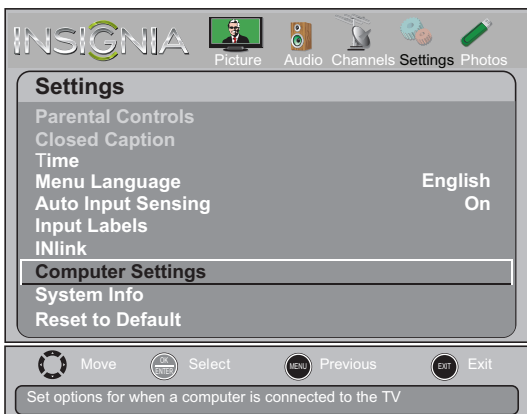 INSIGNIA
Picture Audio Channels Settings Photos
Settings
Parental Controls
Closed Caption
Time
Menu Language English
Auto Input Sensing On
Input Labels
INlink
Computer Settings
System Info
Reset to Default
Move OK ENTER Select MENU Previous EXIT Exit
Set options for when a computer is connected to the TV